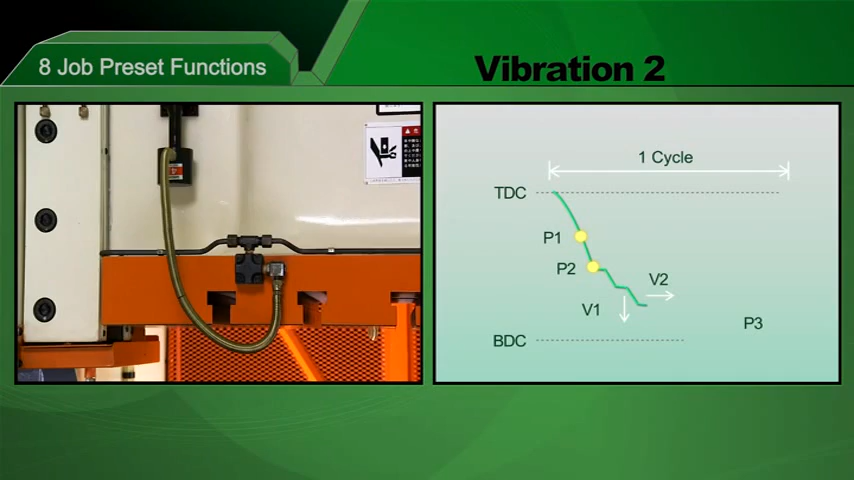 8 Job Preset Functions
Vibration 2
1 Cycle
TDC
P1
P2
V2
V1
P3
BDC